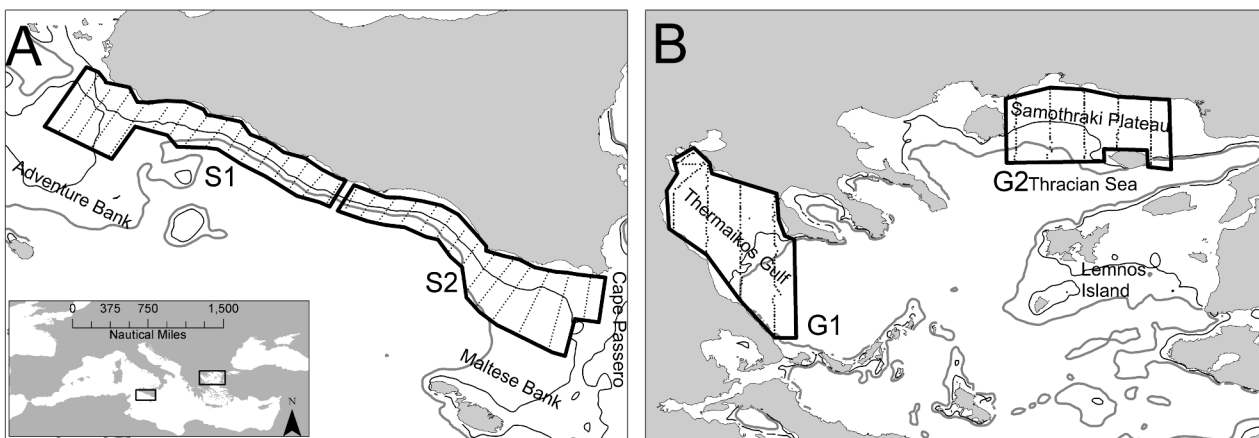 A
S1
Adventure Bank
S2
Cape Passero
Maltese Bank
0 375 750 1,500
Nautical Miles
N
B
Samothraki Plateau
G2
Thracian Sea
Thermaikos Gulf
Lemnos
Island
G1